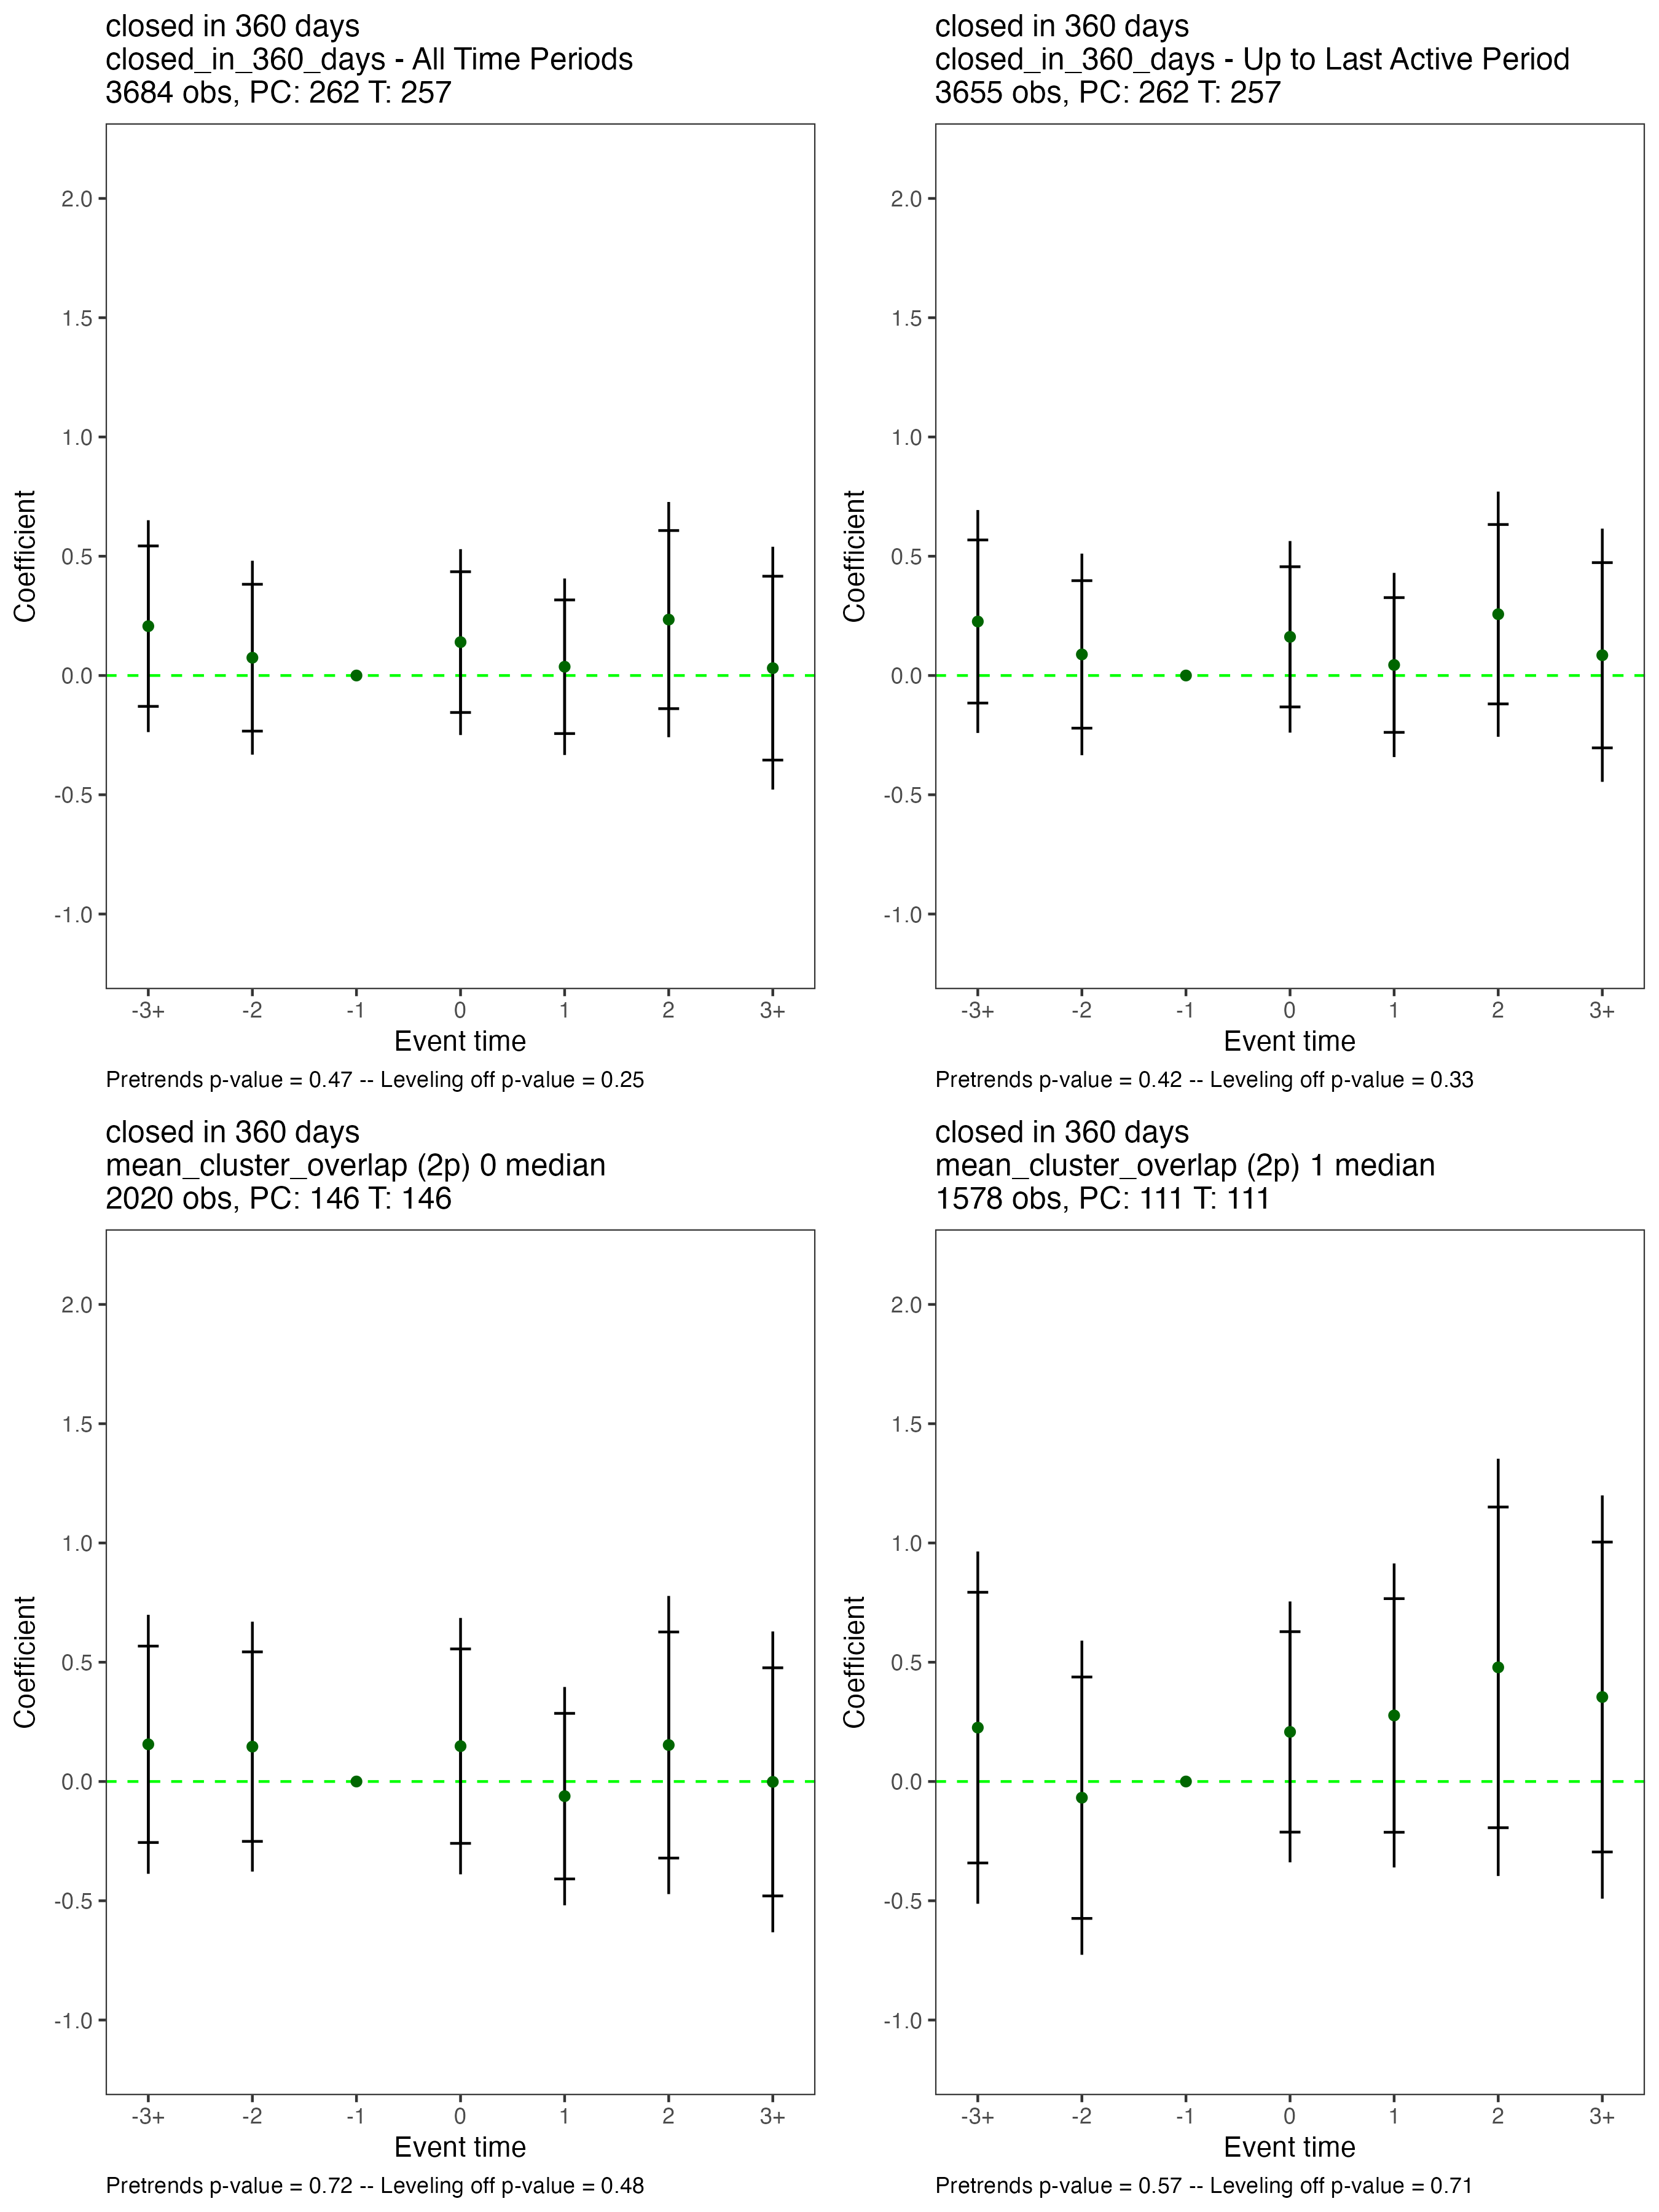 closed in 360 days
closed_in_360_days - All Time Periods
3684 obs, PC: 262 T: 257
2.0
1.5
1.0
0.5
0.0
-0.5
-1.0
Coefficient
-3+ -2 -1 0 1 2 3+
Event time
Pretrends p-value = 0.47 -- Leveling off p-value = 0.25
closed in 360 days
closed_in_360_days - Up to Last Active Period
3655 obs, PC: 262 T: 257
2.0
1.5
1.0
0.5
0.0
-0.5
-1.0
Coefficient
-3+ -2 -1 0 1 2 3+
Event time
Pretrends p-value = 0.42 -- Leveling off p-value = 0.33
closed in 360 days
mean_cluster_overlap (2p) 0 median
2020 obs, PC: 146 T: 146
2.0
1.5
1.0
0.5
0.0
-0.5
-1.0
Coefficient
-3+ -2 -1 0 1 2 3+
Event time
Pretrends p-value = 0.72 -- Leveling off p-value = 0.48
closed in 360 days
mean_cluster_overlap (2p) 1 median
1578 obs, PC: 111 T: 111
2.0
1.5
1.0
0.5
0.0
-0.5
-1.0
Coefficient
-3+ -2 -1 0 1 2 3+
Event time
Pretrends p-value = 0.57 -- Leveling off p-value = 0.71